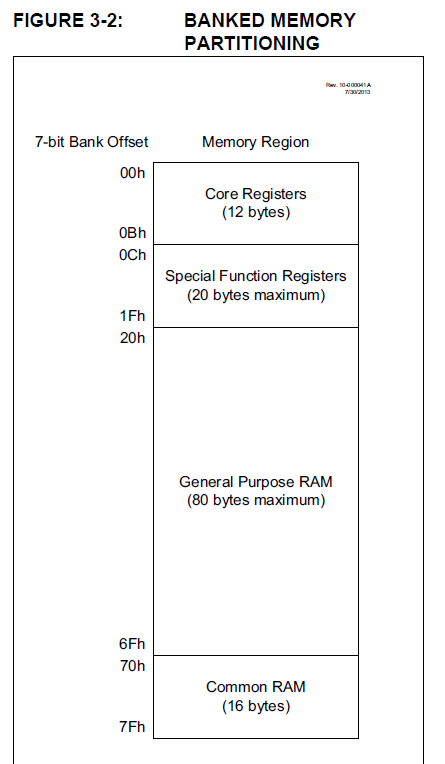 FIGURE 3-2: BANKED MEMORY
PARTITIONING
Rev. 10-000041A
7/30/2013
7-bit Bank Offset Memory Region
00h
Core Registers
(12 bytes)
0Bh
0Ch
Special Function Registers
(20 bytes maximum)
1Fh
20h
General Purpose RAM
(80 bytes maximum)
6Fh
70h
Common RAM
(16 bytes)
7Fh